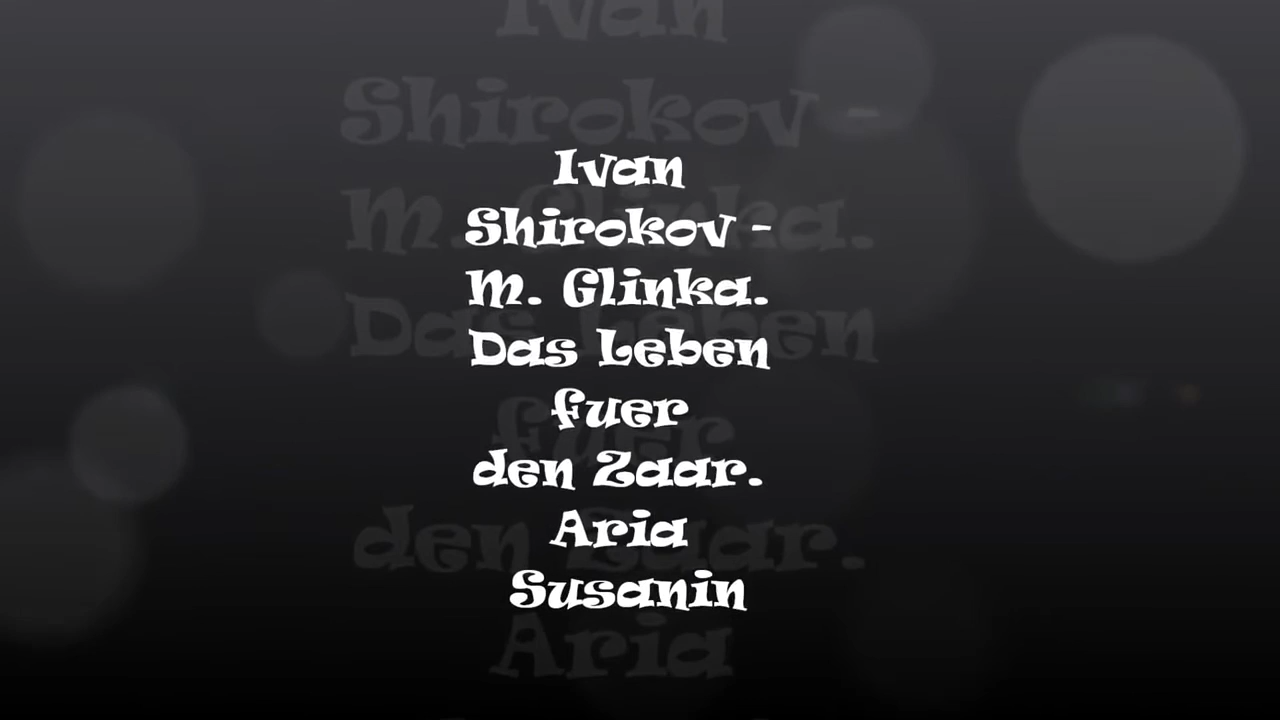 Ivan
Shirokov -
M. Glinka.
Das Leben
fuer
den Zaar.
Aria
Susanin